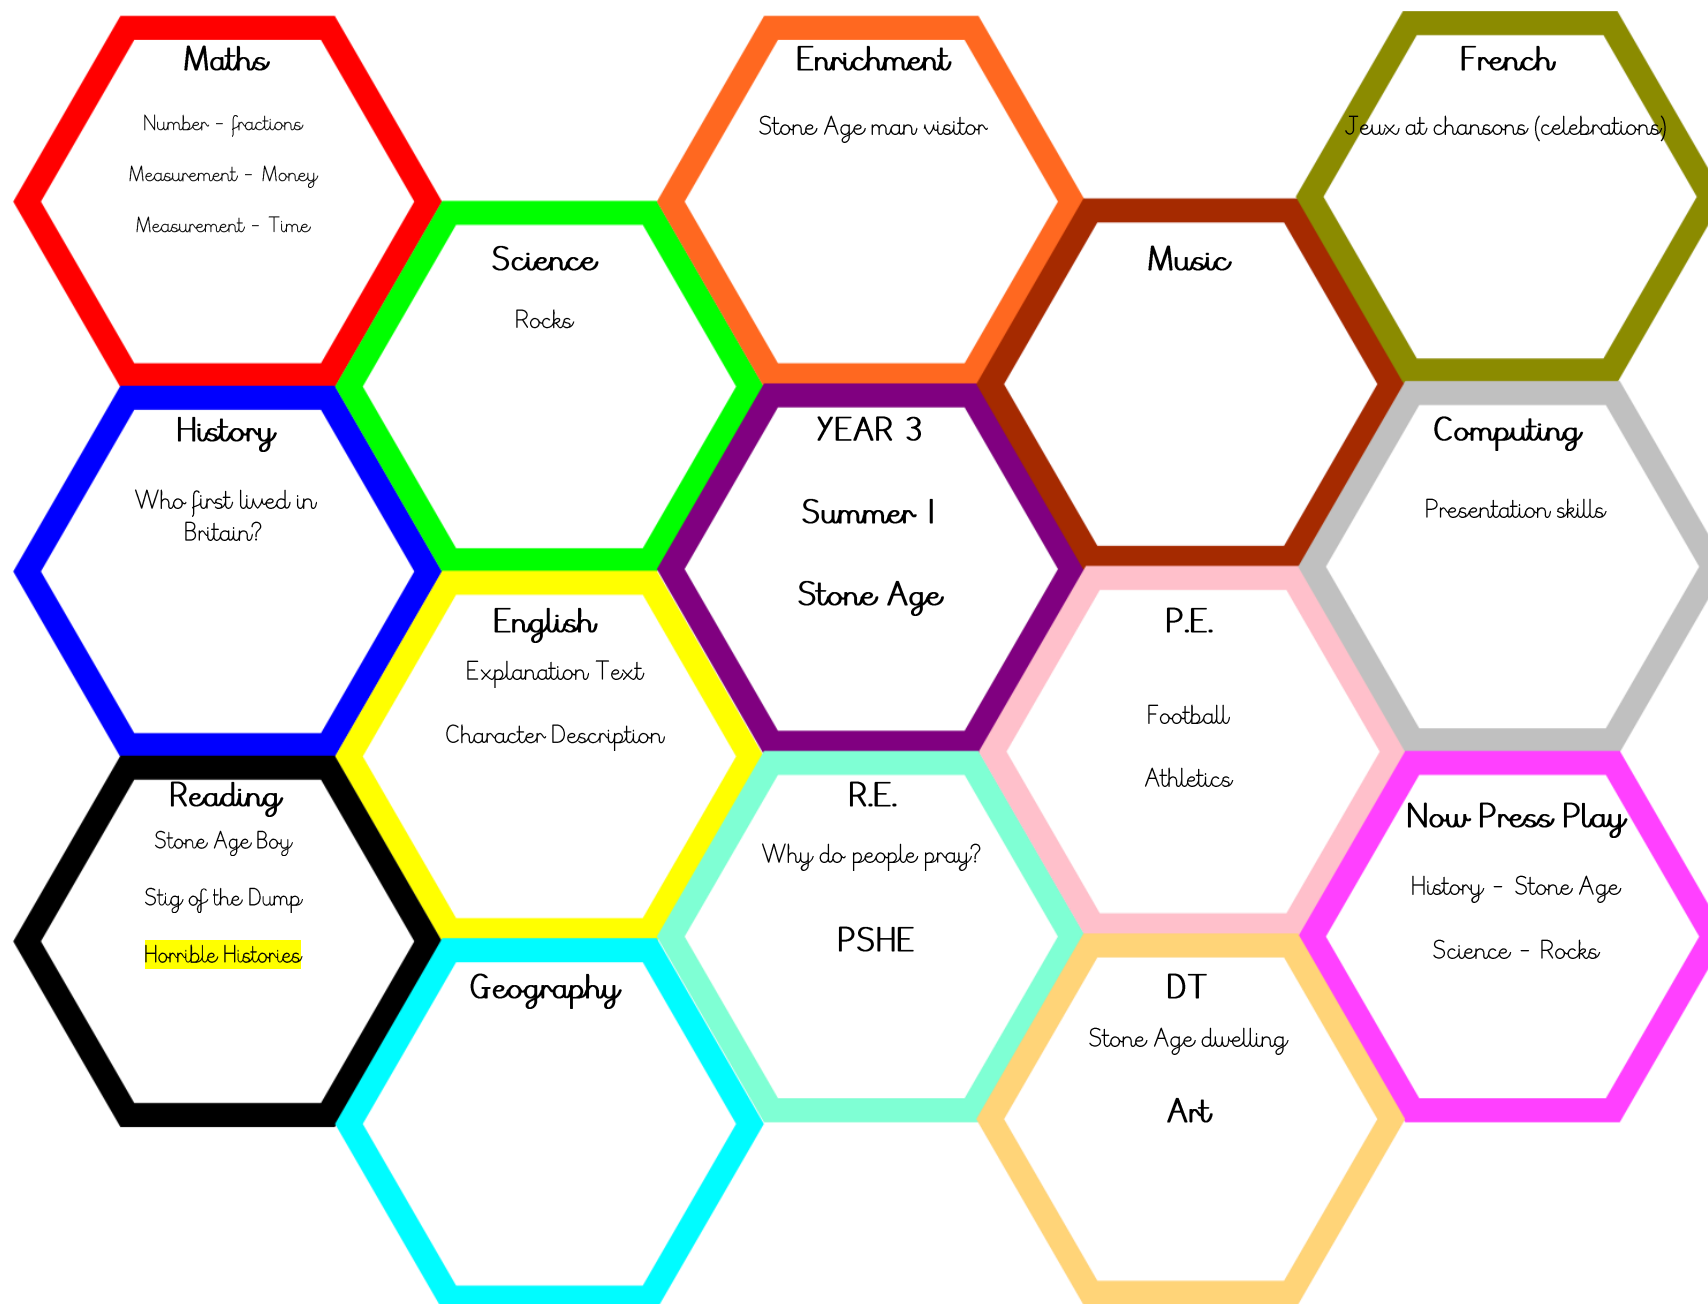 Maths
Number - fractions
Measurement - Money
Measurement - Time
Enrichment
Stone Age man visitor
French
Jeux at chansons (celebrations)
Science
Rocks
Music
History
Who first lived in
Britain?
YEAR 3
Summer 1
Stone Age
Computing
Presentation skills
English
Explanation Text
Character Description
P.E.
Football
Athletics
Reading
Stone Age Boy
Stig of the Dump
Horrible Histories
R.E.
Why do people pray?
PSHE
Now Press Play
History - Stone Age
Science - Rocks
Geography
DT
Stone Age dwelling
Art